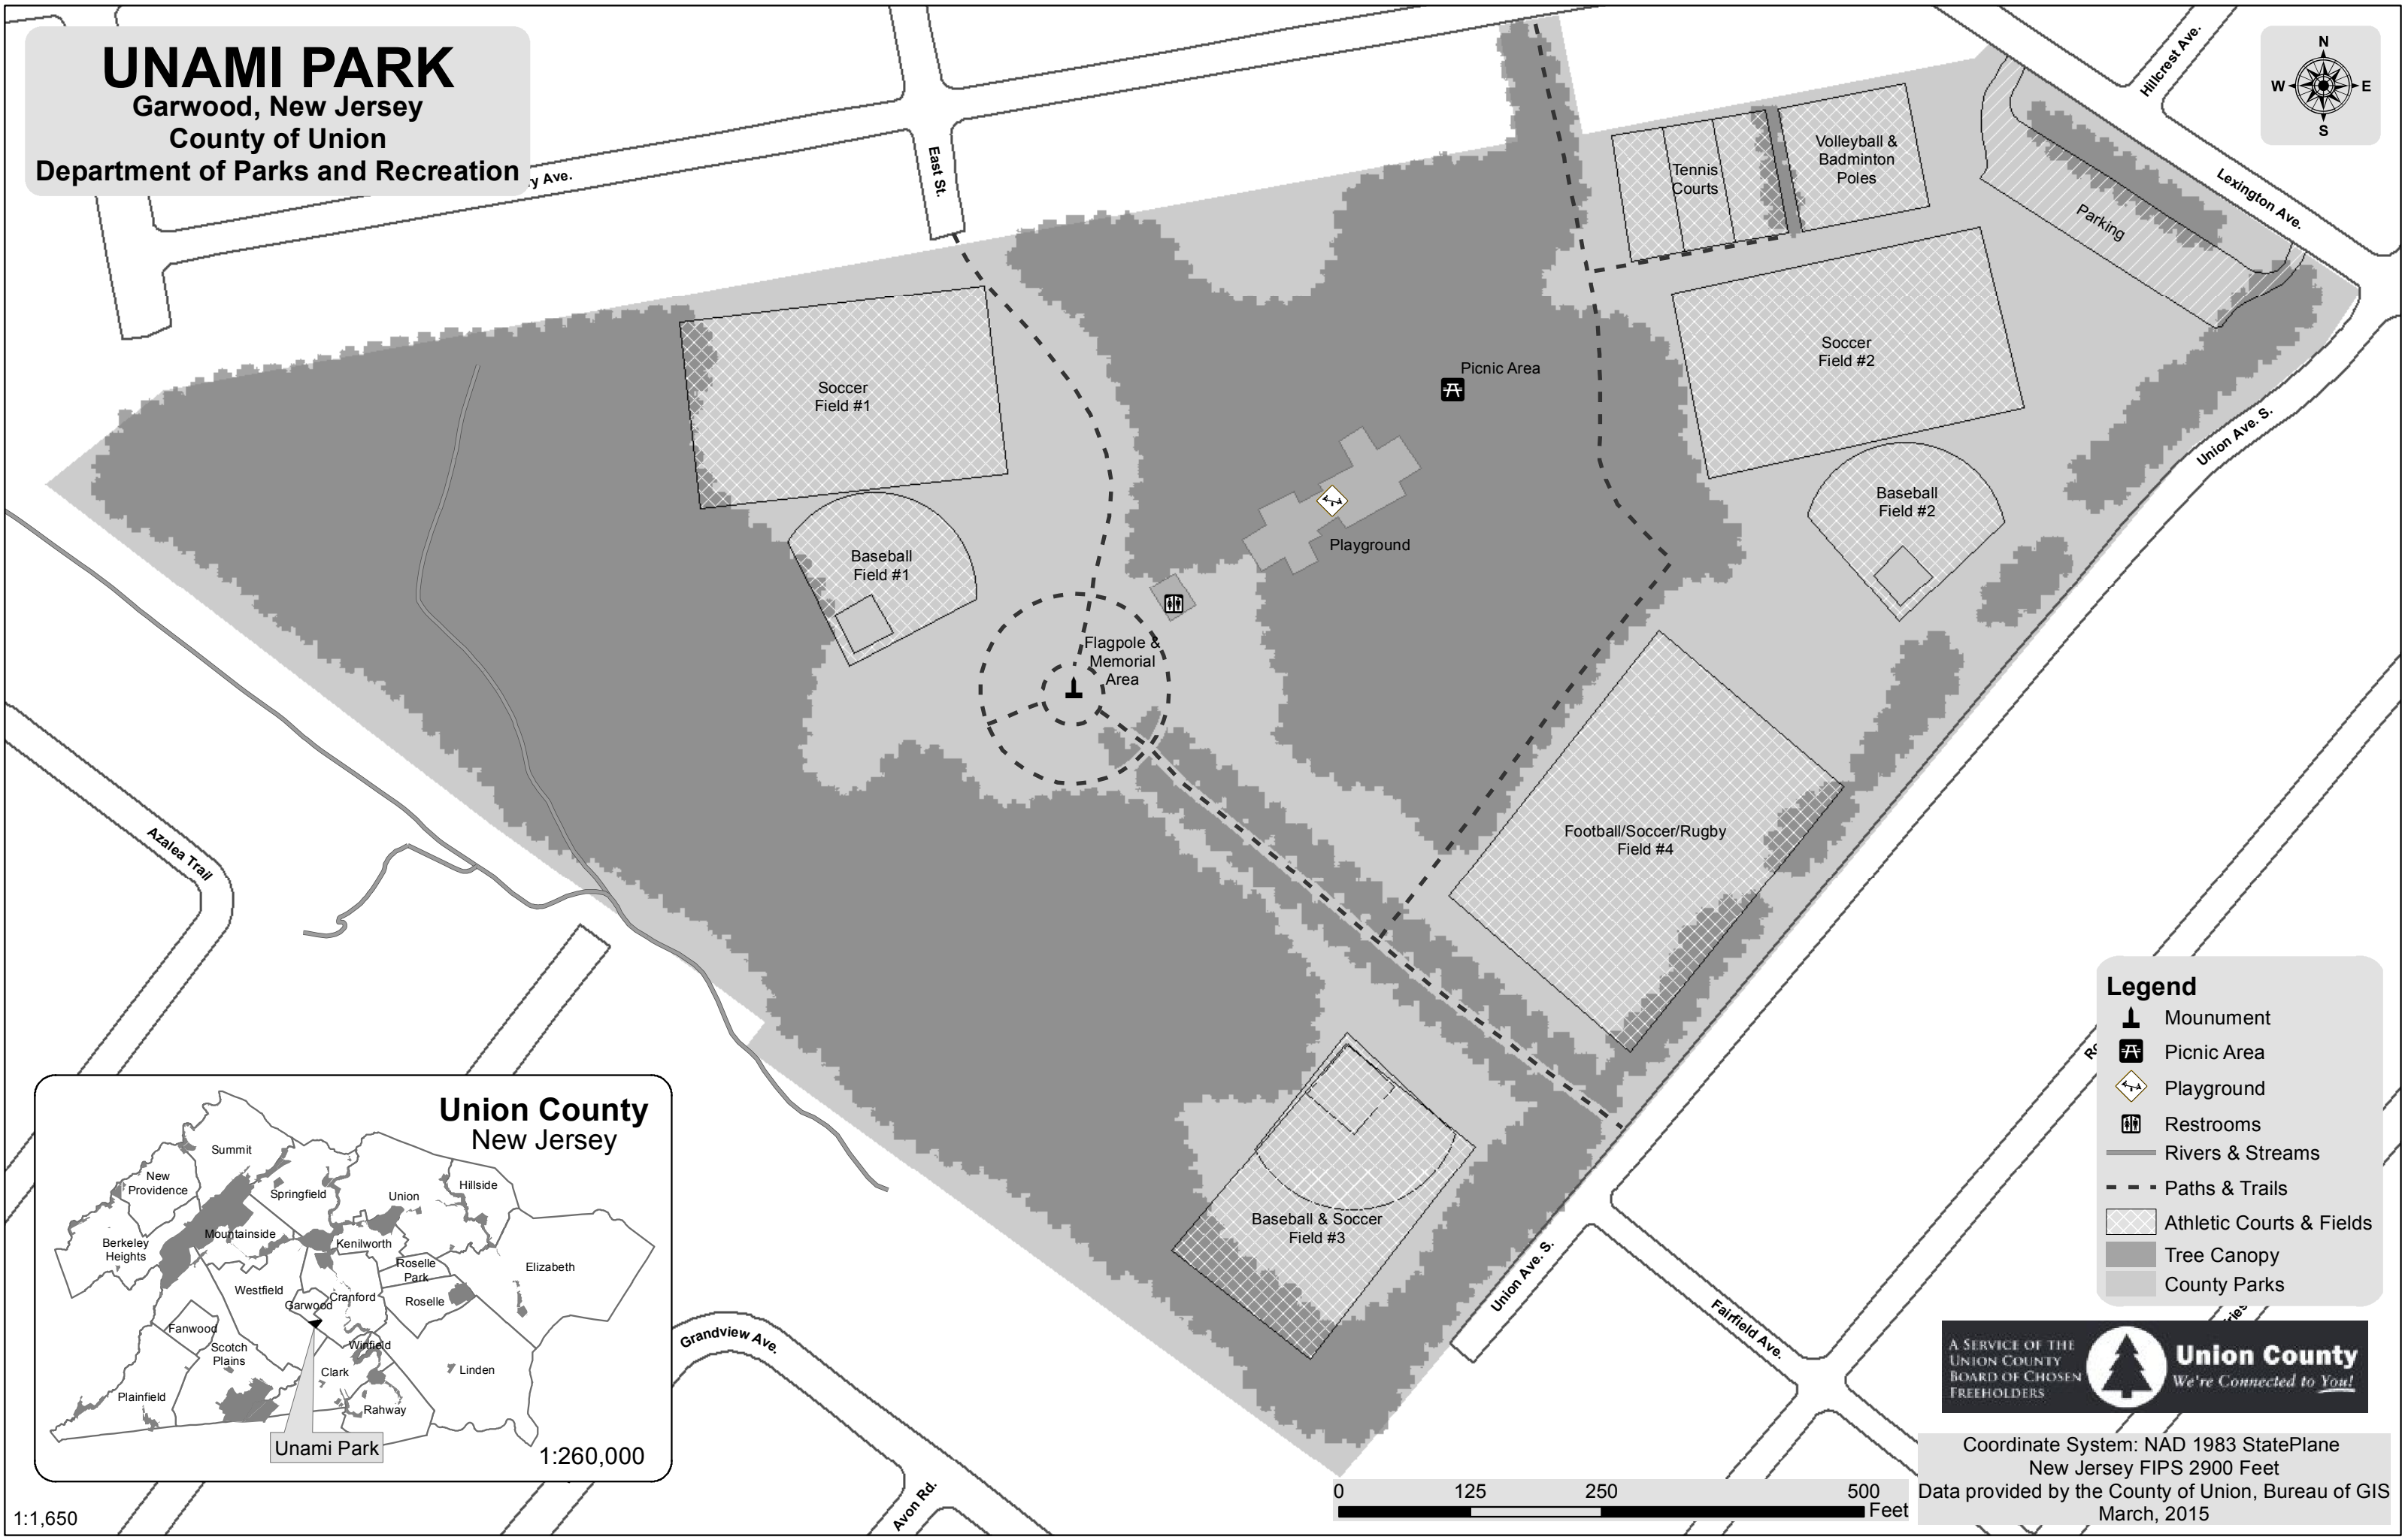 UNAMI PARK
Garwood, New Jersey
County of Union
Department of Parks and Recreation
Ave.
East St.
Hillcrest Ave.
Lexington Ave.
N
W
E
S
Tennis
Courts
Volleyball &
Badminton
Poles
Parking
Soccer
Field #1
Picnic Area
Soccer
Field #2
Union Ave. S.
Baseball
Field #1
Playground
Baseball
Field #2
Flagpole &
Memorial
Area
Azalea Trail
Football/Soccer/Rugby
Field #4
Baseball & Soccer
Field #3
Union Ave. S.
Fairfield Ave.
Grandview Ave.
Avon Rd.
Legend
Mounument
Picnic Area
Playground
Restrooms
Rivers & Streams
Paths & Trails
Athletic Courts & Fields
Tree Canopy
County Parks
Union County
New Jersey
Summit
New
Providence
Springfield
Union
Hillside
Berkeley
Heights
Mountainside
Kenilworth
Roselle
Park
Elizabeth
Westfield
Garwood
Cranford
Roselle
Fanwood
Scotch
Plains
Winfield
Clark
Linden
Plainfield
Rahway
Unami Park
1:260,000
1:1,650
A Service of the
Union County
Board of Chosen
Freeholders
Union County
We're Connected to You!
0 125 250 500
Feet
Coordinate System: NAD 1983 StatePlane
New Jersey FIPS 2900 Feet
Data provided by the County of Union, Bureau of GIS
March, 2015